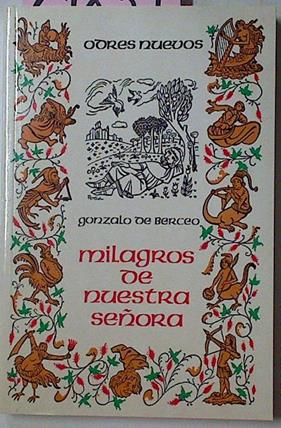 odres nuevos
gonzalo de berceo
milagros
de
nuestra
señora